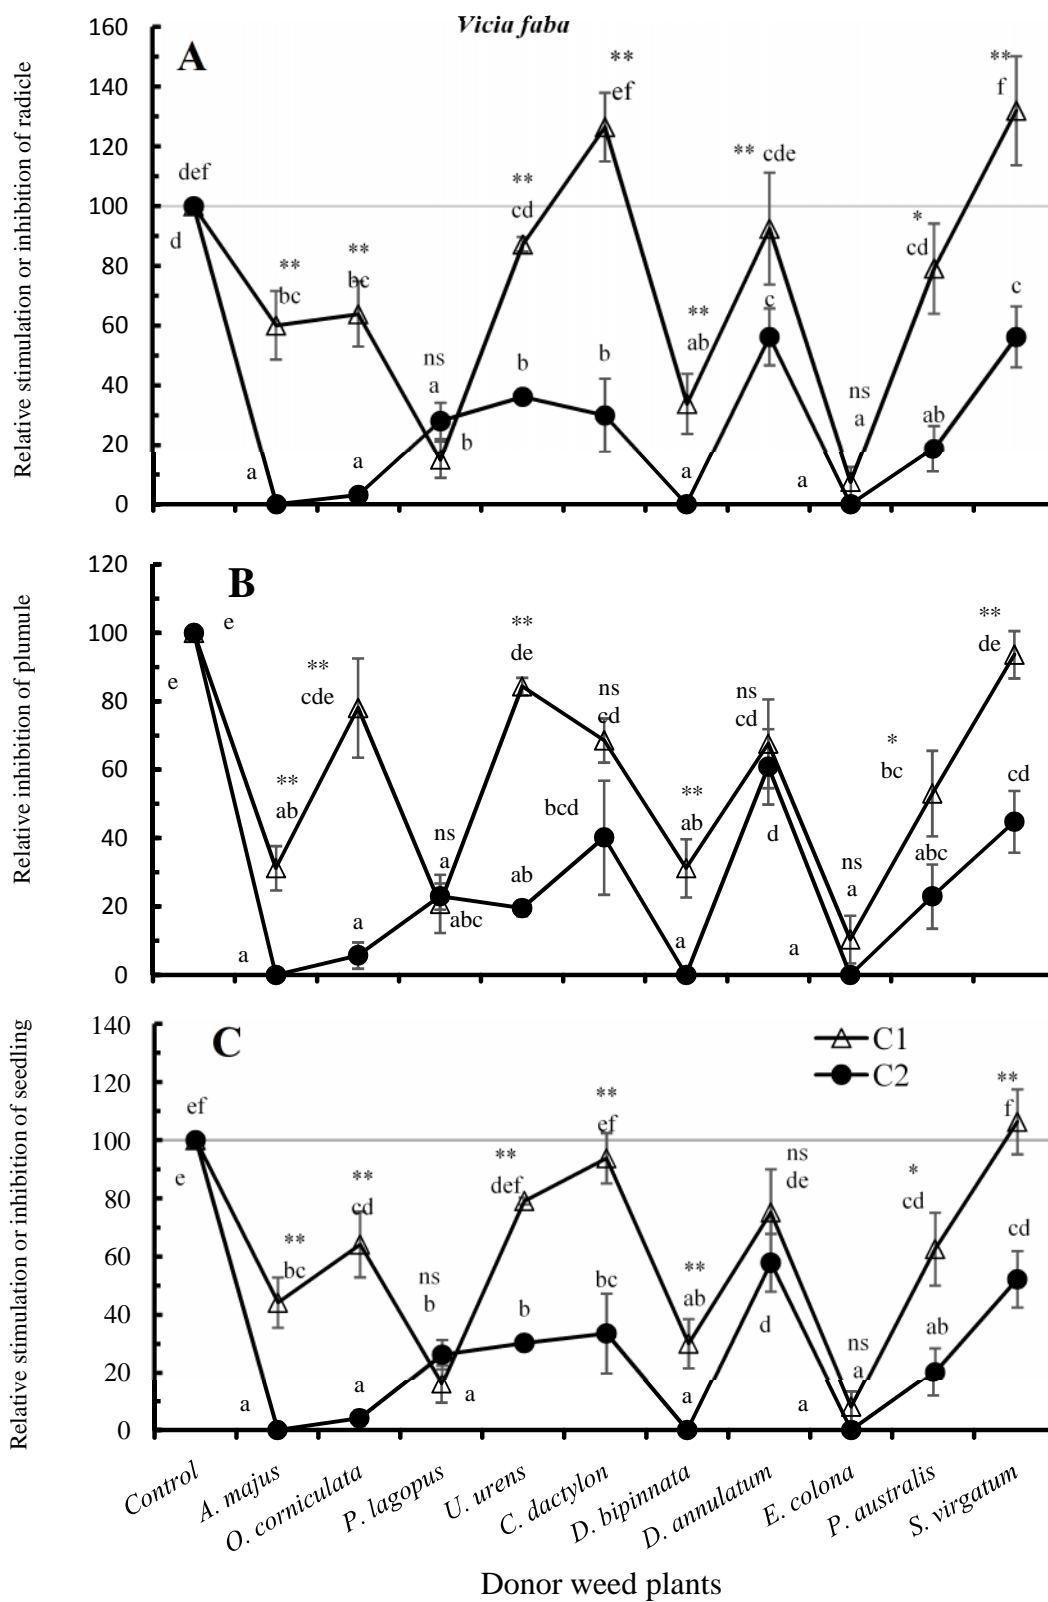 Vicia faba
A
Relative stimulation or inhibition of radicle
160
140
120
100
80
60
40
20
0
def
d
**
bc
a
**
bc
a
ns
a
b
**
cd
b
**
ef
b
**
ab
a
** cde
c
ns
a
a
*
cd
ab
**
f
c
B
Relative inhibition of plumule
120
100
80
60
40
20
0
e
e
**
ab
a
**
cde
a
ns
a
abc
**
de
ab
ns
cd
bcd
**
ab
a
ns
cd
d
ns
a
a
*
bc
abc
**
de
cd
C
Relative stimulation or inhibition of seedling
140
120
100
80
60
40
20
0
C1
C2
ef
e
**
bc
a
**
cd
a
ns
b
a
**
def
b
**
ef
bc
**
ab
a
ns
de
d
ns
a
a
*
cd
ab
**
f
cd
Control
A. majus
O. corniculata
P. lagopus
U. urens
C. dactylon
D. bipinnata
D. annulatum
E. colona
P. australis
S. virgatum
Donor weed plants